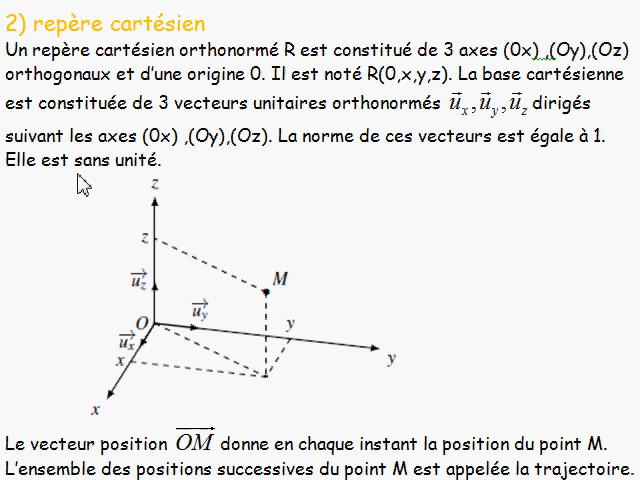 2) repère cartésien
Un repère cartésien orthonormé R est constitué de 3 axes (0x) ,(Oy),(Oz)
orthogonaux et d'une origine O. Il est noté R(O,x,y,z). La base cartésienne
est constituée de 3 vecteurs unitaires orthonormés u⃗x, u⃗y, u⃗z dirigés
suivant les axes (0x) ,(Oy),(Oz). La norme de ces vecteurs est égale à 1.
Elle est sans unité.
z
z
M
u⃗z
u⃗y
O
y
u⃗x
x
y
x
Le vecteur position OM⃗ donne en chaque instant la position du point M.
L'ensemble des positions successives du point M est appelée la trajectoire.